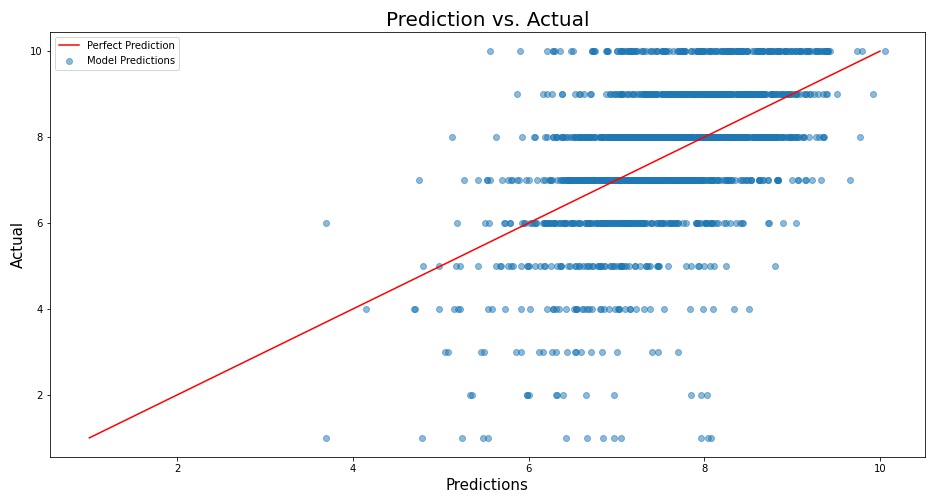 Prediction vs. Actual
Perfect Prediction
Model Predictions
10
8
6
4
2
Actual
2 4 6 8 10
Predictions